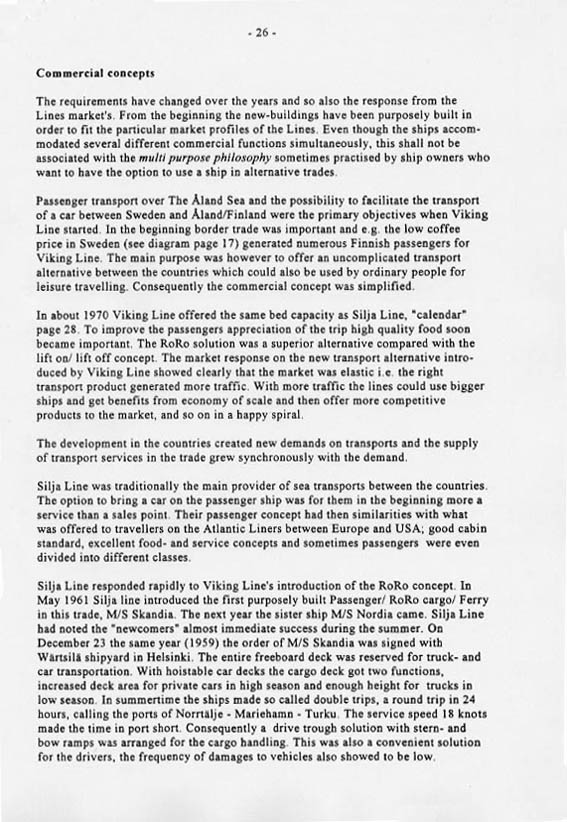 - 26 -
Commercial concepts
The requirements have changed over the years and so also the response from the
Lines market's. From the beginning the new-buildings have been purposely built in
order to fit the particular market profiles of the Lines. Even though the ships accom-
modated several different commercial functions simultaneously, this shall not be
associated with the multi purpose philosophy sometimes practised by ship owners who
want to have the option to use a ship in alternative trades.
Passenger transport over The Åland Sea and the possibility to facilitate the transport
of a car between Sweden and Åland/Finland were the primary objectives when Viking
Line started. In the beginning border trade was important and e.g. the low coffee
price in Sweden (see diagram page 17) generated numerous Finnish passengers for
Viking Line. The main purpose was however to offer an uncomplicated transport
alternative between the countries which could also be used by ordinary people for
leisure travelling. Consequently the commercial concept was simplified.
In about 1970 Viking Line offered the same bed capacity as Silja Line, "calendar"
page 28. To improve the passengers appreciation of the trip high quality food soon
became important. The RoRo solution was a superior alternative compared with the
lift on/ lift off concept. The market response on the new transport alternative intro-
duced by Viking Line showed clearly that the market was elastic i.e. the right
transport product generated more traffic. With more traffic the lines could use bigger
ships and get benefits from economy of scale and then offer more competitive
products to the market, and so on in a happy spiral.
The development in the countries created new demands on transports and the supply
of transport services in the trade grew synchronously with the demand.
Silja Line was traditionally the main provider of sea transports between the countries.
The option to bring a car on the passenger ship was for them in the beginning more a
service than a sales point. Their passenger concept had then similarities with what
was offered to travellers on the Atlantic Liners between Europe and USA; good cabin
standard, excellent food- and service concepts and sometimes passengers were even
divided into different classes.
Silja Line responded rapidly to Viking Line's introduction of the RoRo concept. In
May 1961 Silja line introduced the first purposely built Passenger/ RoRo cargo/ Ferry
in this trade, M/S Skandia. The next year the sister ship M/S Nordia came. Silja Line
had noted the "newcomers" almost immediate success during the summer. On
December 23 the same year (1959) the order of M/S Skandia was signed with
Wärtsilä shipyard in Helsinki. The entire freeboard deck was reserved for truck- and
car transportation. With hoistable car decks the cargo deck got two functions,
increased deck area for private cars in high season and enough height for trucks in
low season. In summertime the ships made so called double trips, a round trip in 24
hours, calling the ports of Norrtälje - Mariehamn - Turku. The service speed 18 knots
made the time in port short. Consequently a drive trough solution with stern- and
bow ramps was arranged for the cargo handling. This was also a convenient solution
for the drivers, the frequency of damages to vehicles also showed to be low.